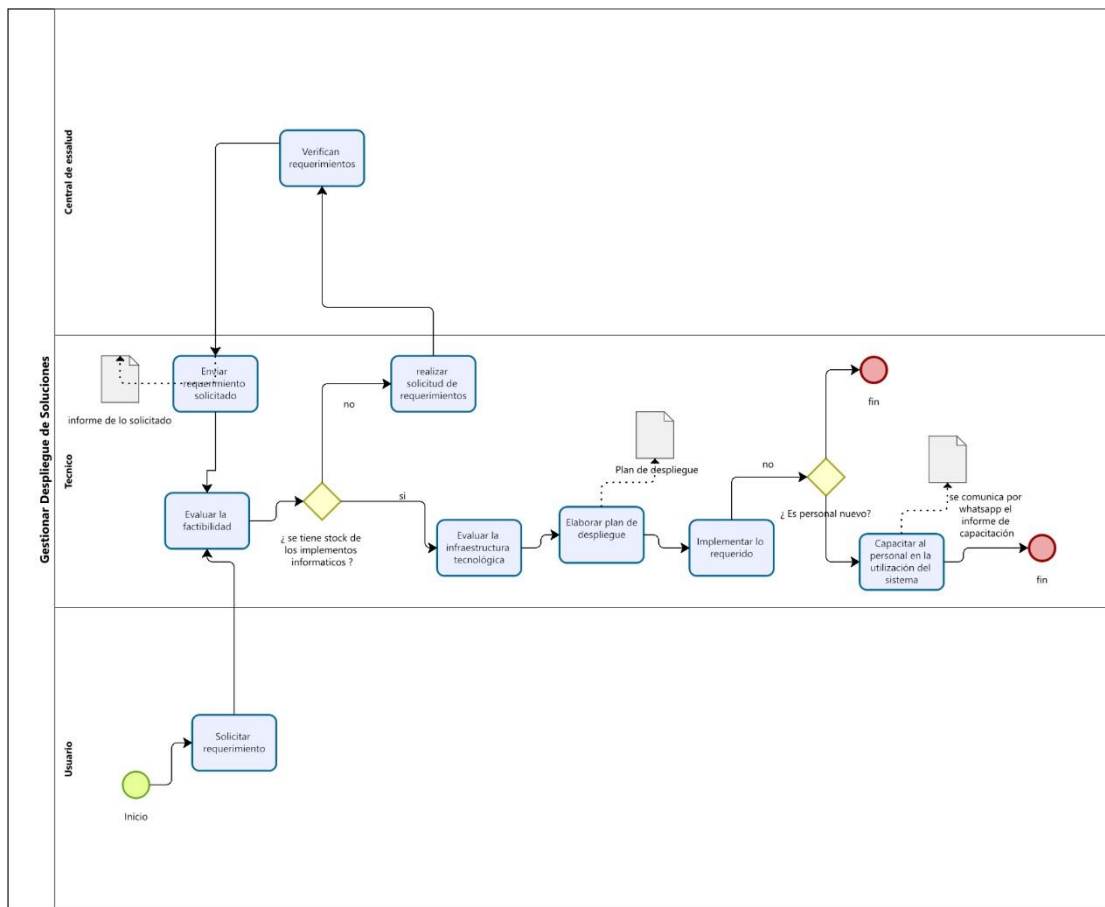 Gestionar Despliegue de Soluciones
Central de essalud
Verifican
requerimientos
Tecnico
Enviar
requerimiento
solicitado
informe de lo solicitado
realizar
solicitud de
requerimientos
no
Evaluar la
factibilidad
¿ se tiene stock de
los implementos
informaticos ?
si
Evaluar la
infraestructura
tecnológica
Elaborar plan de
despliegue
Plan de despliegue
Implementar lo
requerido
no
¿ Es personal nuevo?
fin
Capacitar al
personal en la
utilización del
sistema
se comunica por
whatsapp el
informe de
capacitación
fin
Usuario
Solicitar
requerimiento
Inicio